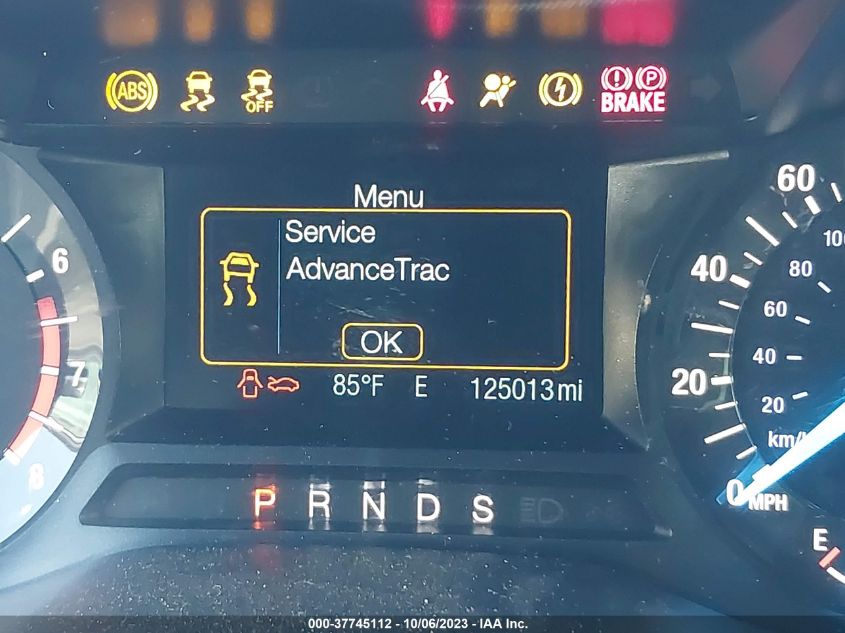 ABS OFF BRAKE
P
Menu
Service
AdvanceTrac
OK
85°F E 125013mi
P R N D S
6
7
8
60
40
20
0 MPH
100
80
60
40
20
km/
E
000-37745112 - 10/06/2023 - IAA Inc.